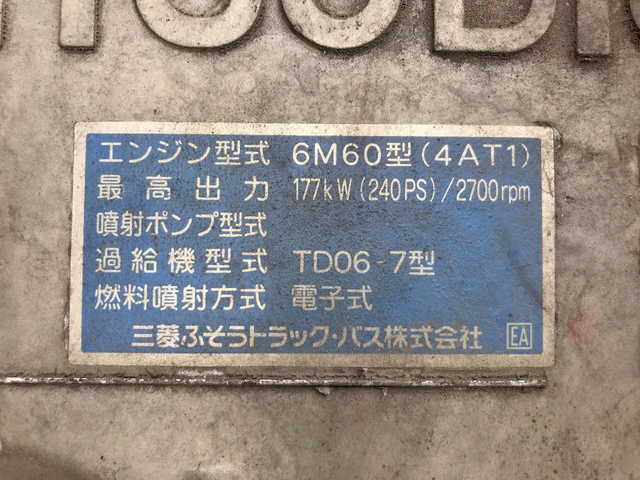 エンジン型式 6M60型(4AT1)
最高出力 177kW(240PS)/2700rpm
噴射ポンプ型式
過給機型式 TD06-7型
燃料噴射方式 電子式
三菱ふそうトラック・バス株式会社 EA